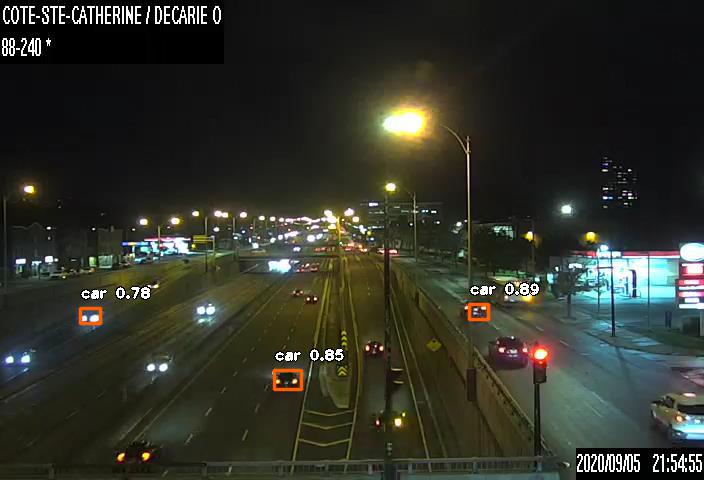 COTE-STE-CATHERINE / DECARIE O
88-240 *
car 0.78
car 0.89
car 0.85
2020/09/05 21:54:55